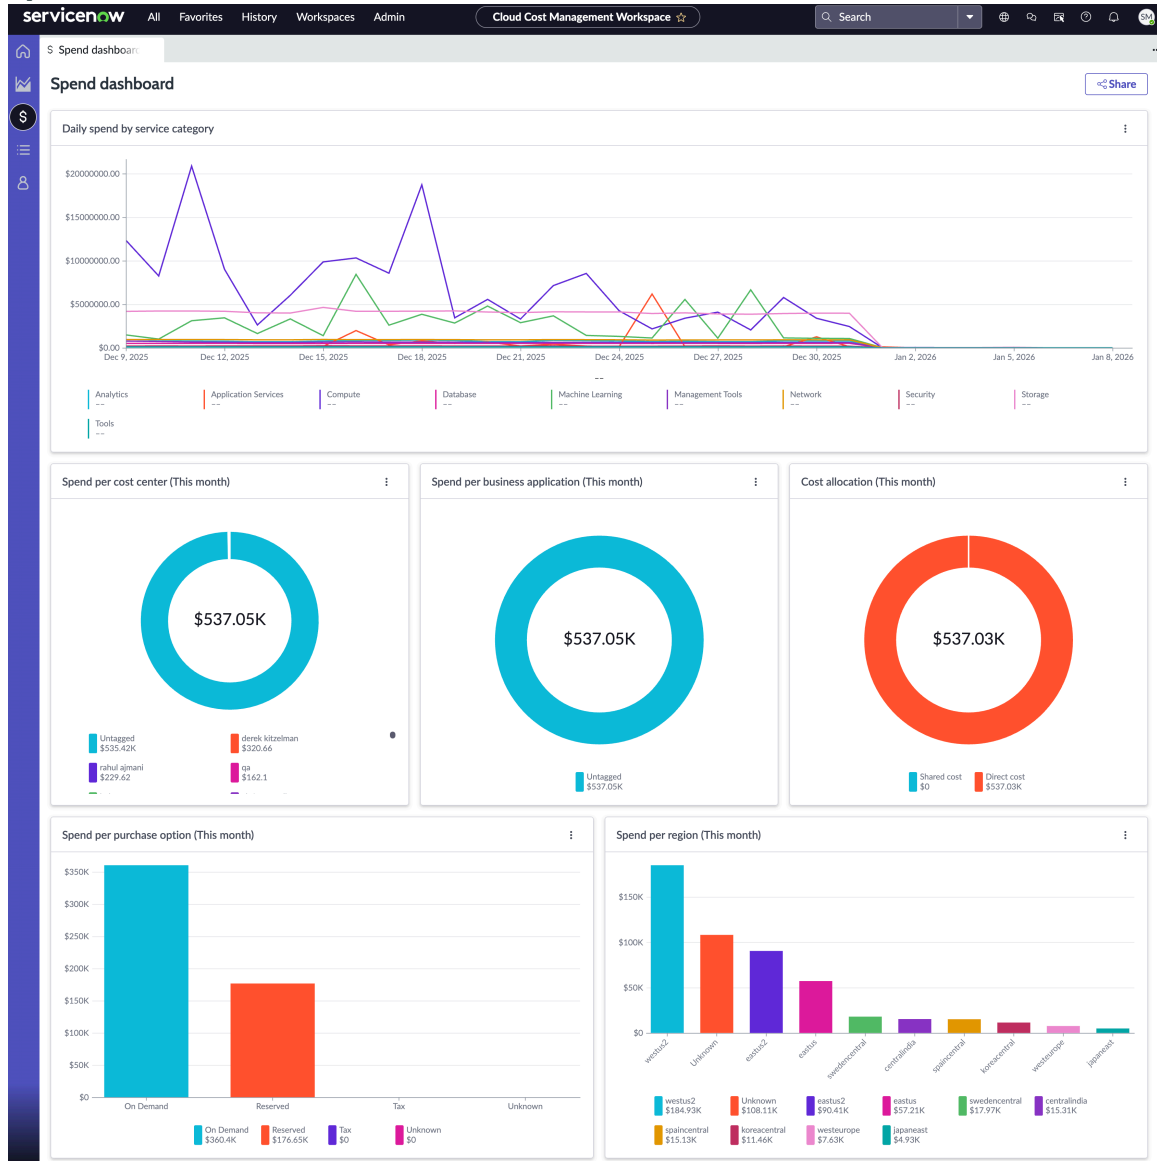 servicenow All Favorites History Workspaces Admin Cloud Cost Management Workspace Search SM
$ Spend dashboar
Spend dashboard
Share
Daily spend by service category
$20000000.00
$15000000.00
$10000000.00
$5000000.00
$0.00
Dec 9, 2025 Dec 12, 2025 Dec 15, 2025 Dec 18, 2025 Dec 21, 2025 Dec 24, 2025 Dec 27, 2025 Dec 30, 2025 Jan 2, 2026 Jan 5, 2026 Jan 8, 2026
--
Analytics Application Services Compute Database Machine Learning Management Tools Network Security Storage
-- -- -- -- -- -- -- -- --
Tools
--
Spend per cost center (This month)
$537.05K
Untagged derek kitzelman
$535.42K $320.66
rahul ajmani qa
$229.62 $162.1
Spend per business application (This month)
$537.05K
Untagged
$537.05K
Cost allocation (This month)
$537.03K
Shared cost Direct cost
$0 $537.03K
Spend per purchase option (This month)
$350K
$300K
$250K
$200K
$150K
$100K
$50K
$0
On Demand Reserved Tax Unknown
On Demand Reserved Tax Unknown
$360.4K $176.65K $0 $0
Spend per region (This month)
$150K
$100K
$50K
$0
westus2 Unknown eastus2 eastus swedencentral centralindia spaincentral koreacentral westeurope japaneast
westus2 Unknown eastus2 eastus swedencentral centralindia
$184.93K $108.11K $90.41K $57.21K $17.97K $15.31K
spaincentral koreacentral westeurope japaneast
$15.13K $11.46K $7.63K $4.93K